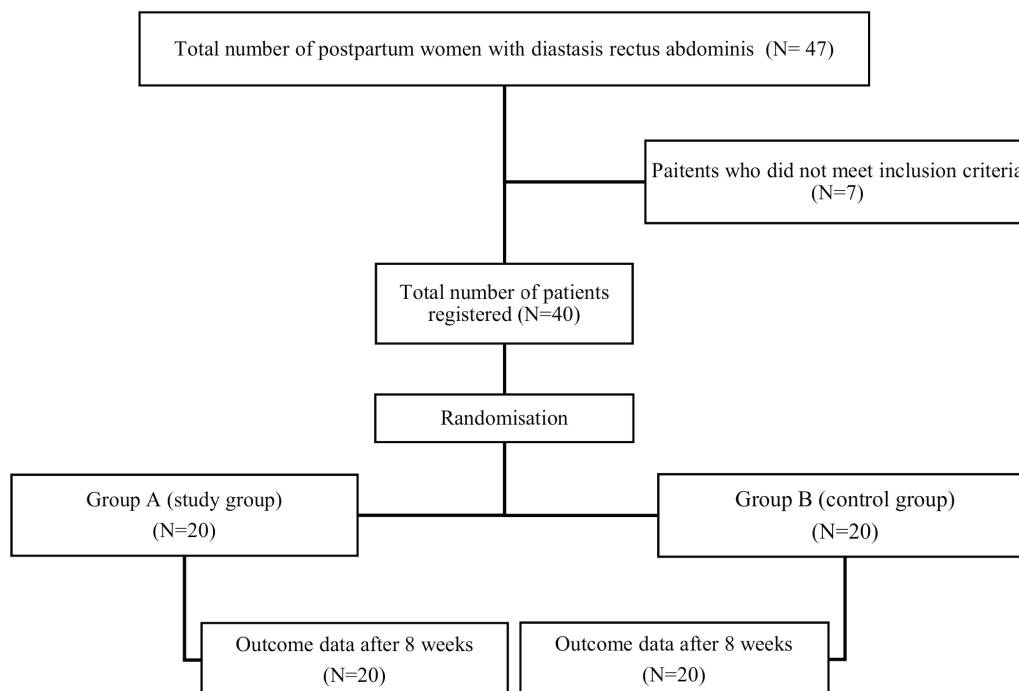 Total number of postpartum women with diastasis rectus abdominis (N= 47)
Paitents who did not meet inclusion criteria
(N=7)
Total number of patients
registered (N=40)
Randomisation
Group A (study group)
(N=20)
Group B (control group)
(N=20)
Outcome data after 8 weeks
(N=20)
Outcome data after 8 weeks
(N=20)